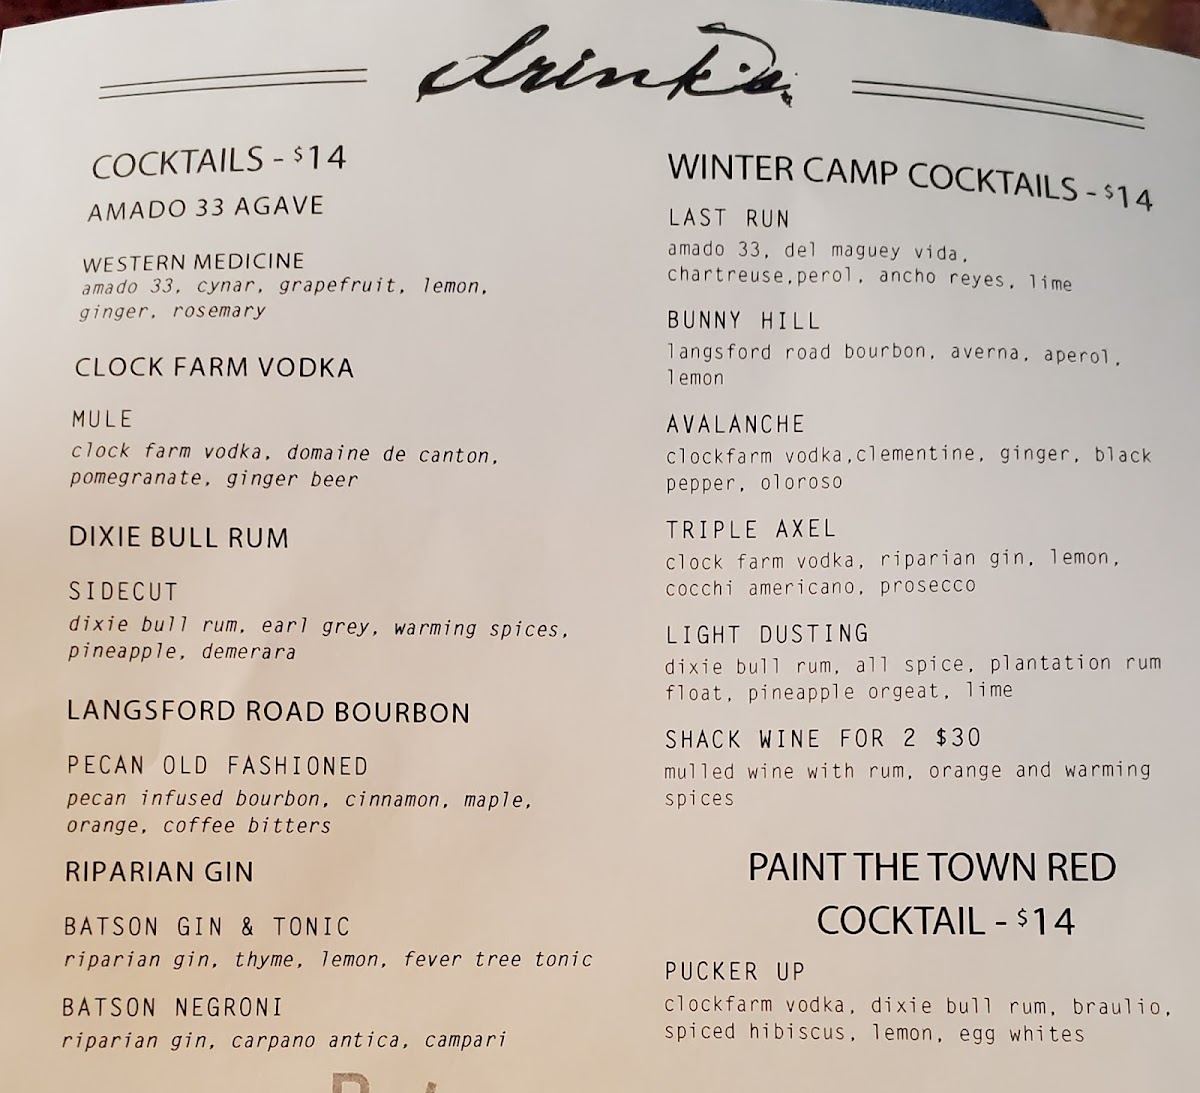 drinks.
COCKTAILS - $14
AMADO 33 AGAVE
WESTERN MEDICINE
amado 33, cynar, grapefruit, lemon,
ginger, rosemary
CLOCK FARM VODKA
MULE
clock farm vodka, domaine de canton,
pomegranate, ginger beer
DIXIE BULL RUM
SIDECUT
dixie bull rum, earl grey, warming spices,
pineapple, demerara
LANGSFORD ROAD BOURBON
PECAN OLD FASHIONED
pecan infused bourbon, cinnamon, maple,
orange, coffee bitters
RIPARIAN GIN
BATSON GIN & TONIC
riparian gin, thyme, lemon, fever tree tonic
BATSON NEGRONI
riparian gin, carpano antica, campari
WINTER CAMP COCKTAILS - $14
LAST RUN
amado 33, del maguey vida,
chartreuse,perol, ancho reyes, lime
BUNNY HILL
langsford road bourbon, averna, aperol,
lemon
AVALANCHE
clockfarm vodka,clementine, ginger, black
pepper, oloroso
TRIPLE AXEL
clock farm vodka, riparian gin, lemon,
cocchi americano, prosecco
LIGHT DUSTING
dixie bull rum, all spice, plantation rum
float, pineapple orgeat, lime
SHACK WINE FOR 2 $30
mulled wine with rum, orange and warming
spices
PAINT THE TOWN RED
COCKTAIL - $14
PUCKER UP
clockfarm vodka, dixie bull rum, braulio,
spiced hibiscus, lemon, egg whites